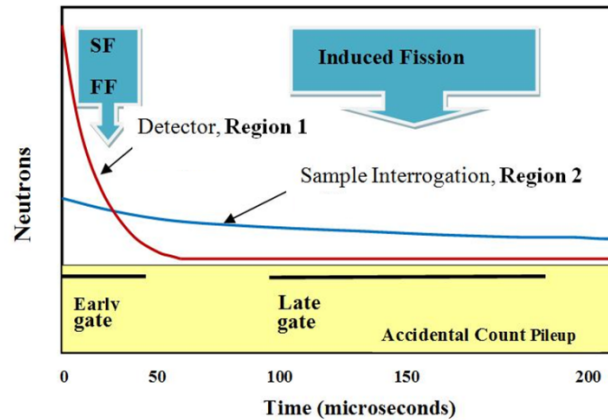 SF
FF
Induced Fission
Detector, Region 1
Sample Interrogation, Region 2
Neutrons
Early
gate
Late
gate
Accidental Count Pileup
0 50 100 150 200
Time (microseconds)